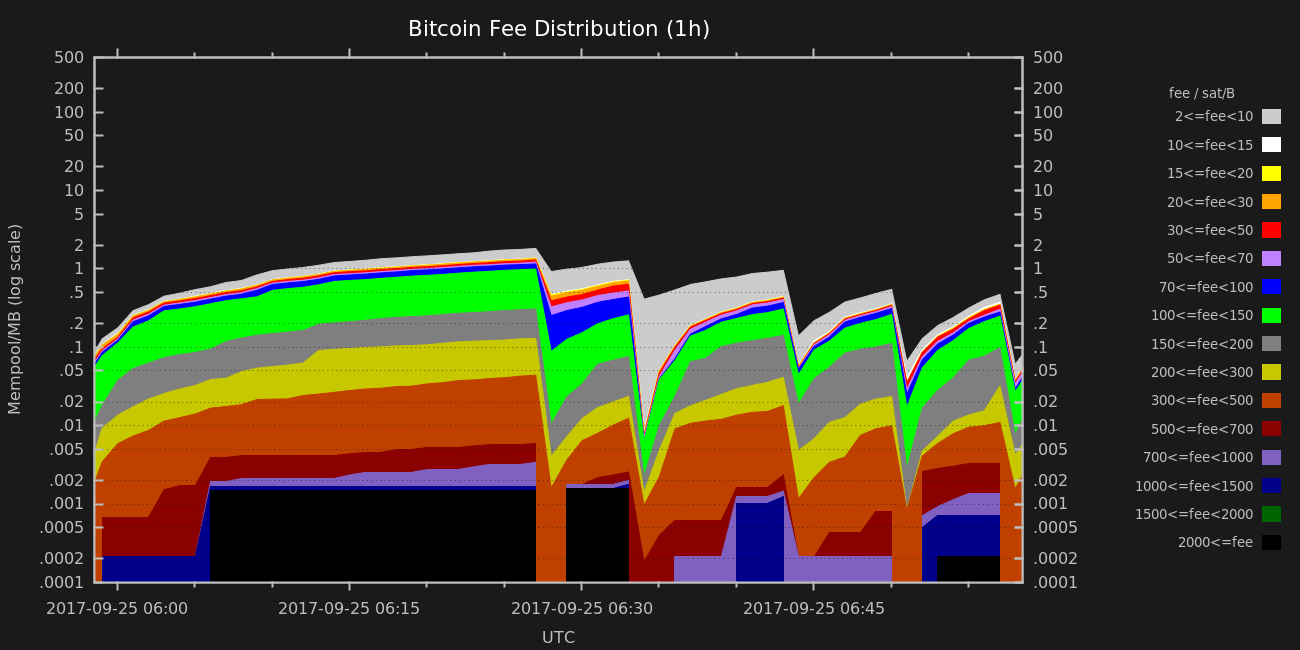 Bitcoin Fee Distribution (1h)
500 500
200 200
100 100
50 50
20 20
10 10
5 5
2 2
1 1
.5 .5
.2 .2
.1 .1
.05 .05
.02 .02
.01 .01
.005 .005
.002 .002
.001 .001
.0005 .0005
.0002 .0002
.0001 .0001
Mempool/MB (log scale)
2017-09-25 06:00 2017-09-25 06:15 2017-09-25 06:30 2017-09-25 06:45
UTC
fee / sat/B
2<=fee<10
10<=fee<15
15<=fee<20
20<=fee<30
30<=fee<50
50<=fee<70
70<=fee<100
100<=fee<150
150<=fee<200
200<=fee<300
300<=fee<500
500<=fee<700
700<=fee<1000
1000<=fee<1500
1500<=fee<2000
2000<=fee